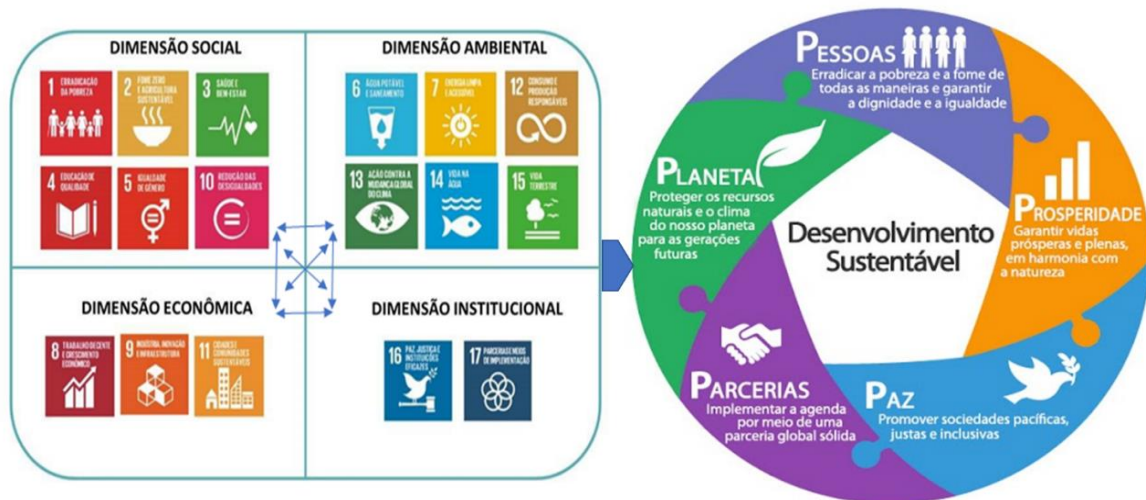 DIMENSÃO SOCIAL
1 ERRADICAÇÃO
DA POBREZA
2 FOME ZERO
E AGRICULTURA
SUSTENTÁVEL
3 SAÚDE E
BEM-ESTAR
4 EDUCAÇÃO DE
QUALIDADE
5 IGUALDADE
DE GÊNERO
10 REDUÇÃO DAS
DESIGUALDADES
DIMENSÃO AMBIENTAL
6 ÁGUA POTÁVEL
E SANEAMENTO
7 ENERGIA LIMPA
E ACESSÍVEL
12 CONSUMO E
PRODUÇÃO
RESPONSÁVEIS
13 AÇÃO CONTRA A
MUDANÇA GLOBAL
DO CLIMA
14 VIDA NA
ÁGUA
15 VIDA
TERRESTRE
DIMENSÃO ECONÔMICA
8 TRABALHO DECENTE
E CRESCIMENTO
ECONÔMICO
9 INDÚSTRIA, INOVAÇÃO
E INFRAESTRUTURA
11 CIDADES E
COMUNIDADES
SUSTENTÁVEIS
DIMENSÃO INSTITUCIONAL
16 PAZ, JUSTIÇA E
INSTITUIÇÕES
EFICAZES
17 PARCERIAS E MEIOS
DE IMPLEMENTAÇÃO
PESSOAS
Erradicar a pobreza e a fome de
todas as maneiras e garantir
a dignidade e a igualdade
PROSPERIDADE
Garantir vidas
prósperas e plenas,
em harmonia com
a natureza
PAZ
Promover sociedades pacíficas,
justas e inclusivas
PARCERIAS
Implementar a agenda
por meio de uma
parceria global sólida
PLANETA
Proteger os recursos
naturais e o clima
do nosso planeta
para as gerações
futuras
Desenvolvimento
Sustentável